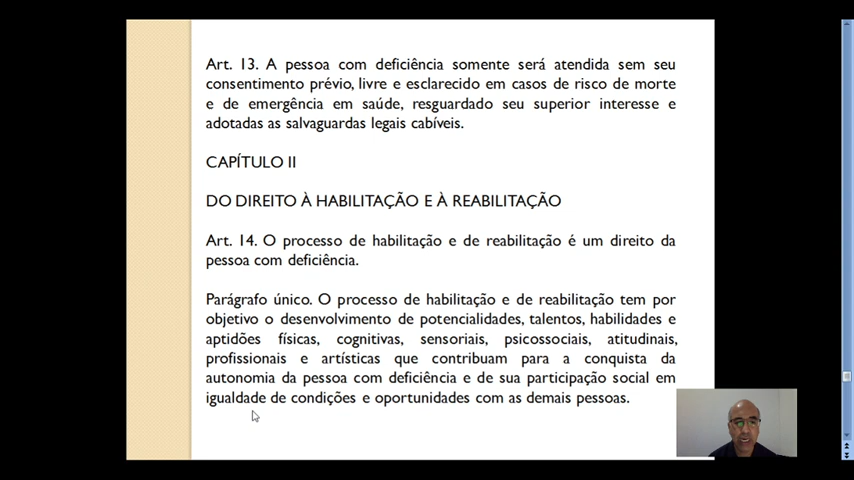 Art. 13. A pessoa com deficiência somente será atendida sem seu
consentimento prévio, livre e esclarecido em casos de risco de morte
e de emergência em saúde, resguardado seu superior interesse e
adotadas as salvaguardas legais cabíveis.
CAPÍTULO II
DO DIREITO À HABILITAÇÃO E À REABILITAÇÃO
Art. 14. O processo de habilitação e de reabilitação é um direito da
pessoa com deficiência.
Parágrafo único. O processo de habilitação e de reabilitação tem por
objetivo o desenvolvimento de potencialidades, talentos, habilidades e
aptidões físicas, cognitivas, sensoriais, psicossociais, atitudinais,
profissionais e artísticas que contribuam para a conquista da
autonomia da pessoa com deficiência e de sua participação social em
igualdade de condições e oportunidades com as demais pessoas.